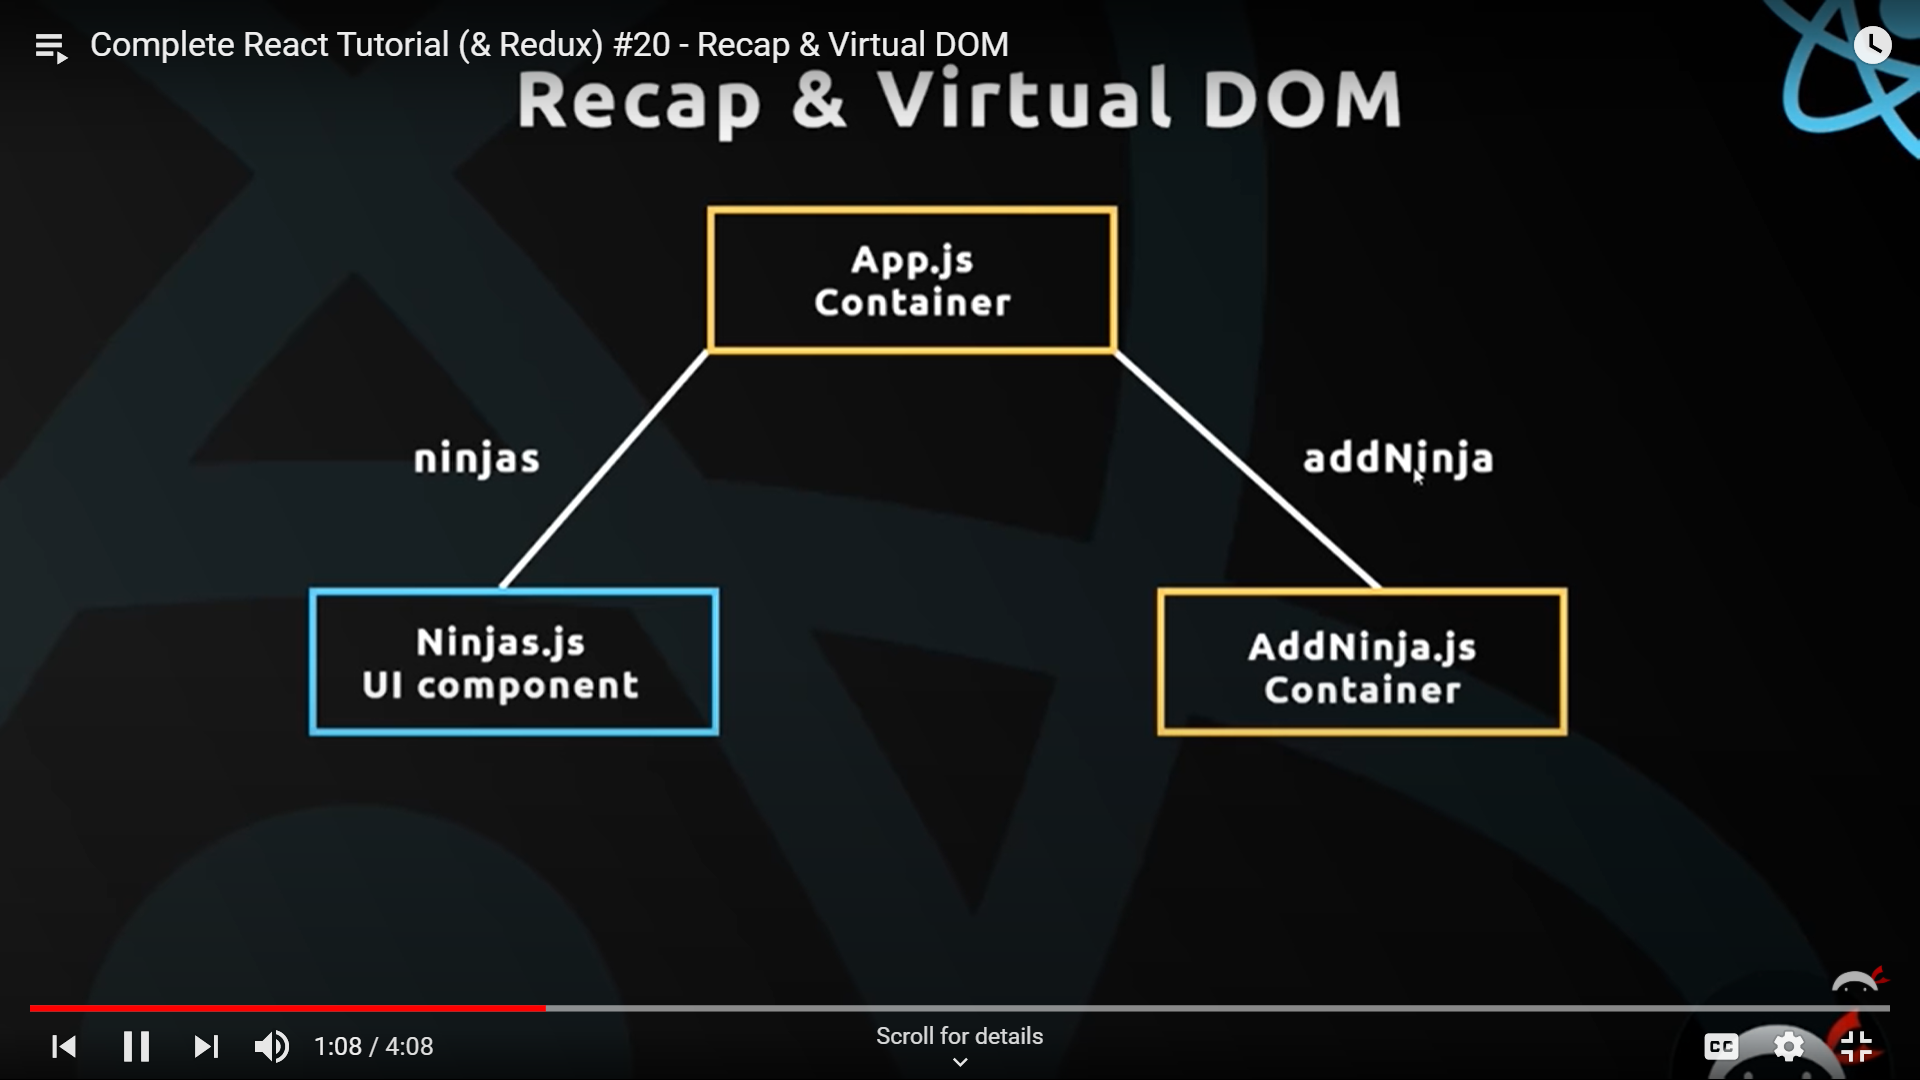 Complete React Tutorial (& Redux) #20 - Recap & Virtual DOM
Recap & Virtual DOM
App.js
Container
ninjas
addNinja
Ninjas.js
UI component
AddNinja.js
Container
1:08 / 4:08
Scroll for details
CC